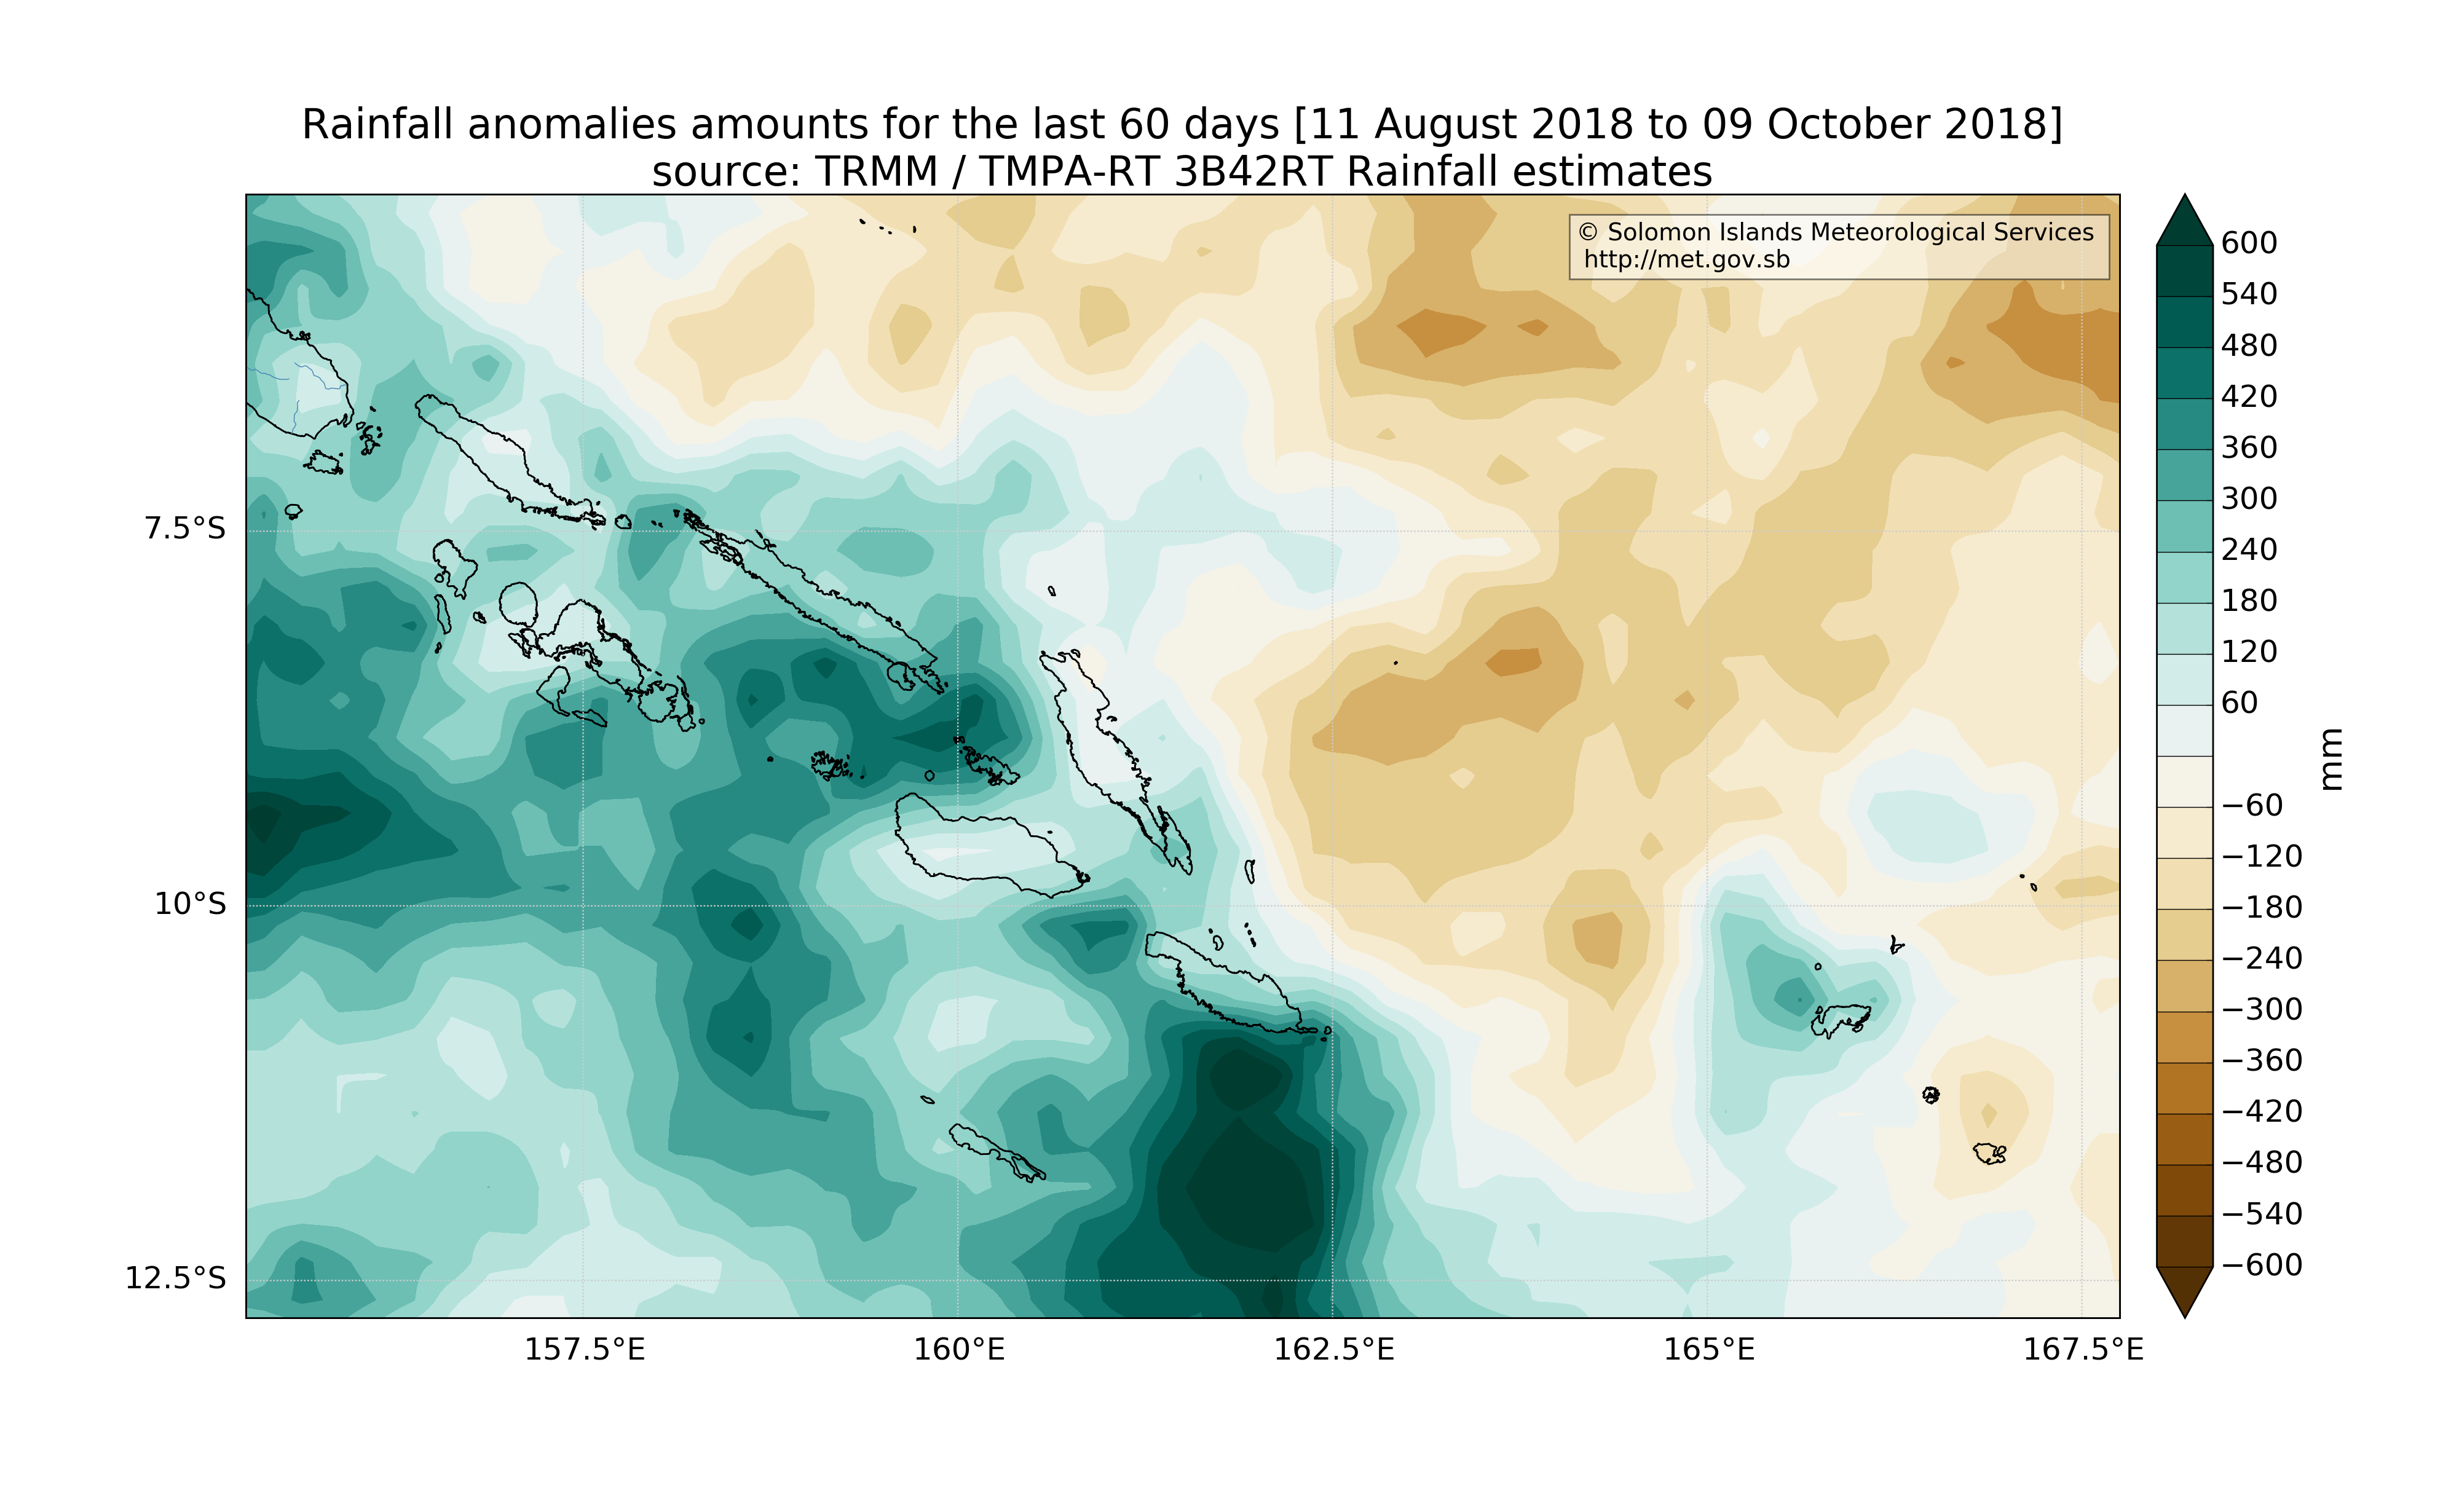 Rainfall anomalies amounts for the last 60 days [11 August 2018 to 09 October 2018]
source: TRMM / TMPA-RT 3B42RT Rainfall estimates
© Solomon Islands Meteorological Services
http://met.gov.sb
7.5°S
10°S
12.5°S
157.5°E
160°E
162.5°E
165°E
167.5°E
600
540
480
420
360
300
240
180
120
60
−60
−120
−180
−240
−300
−360
−420
−480
−540
−600
mm